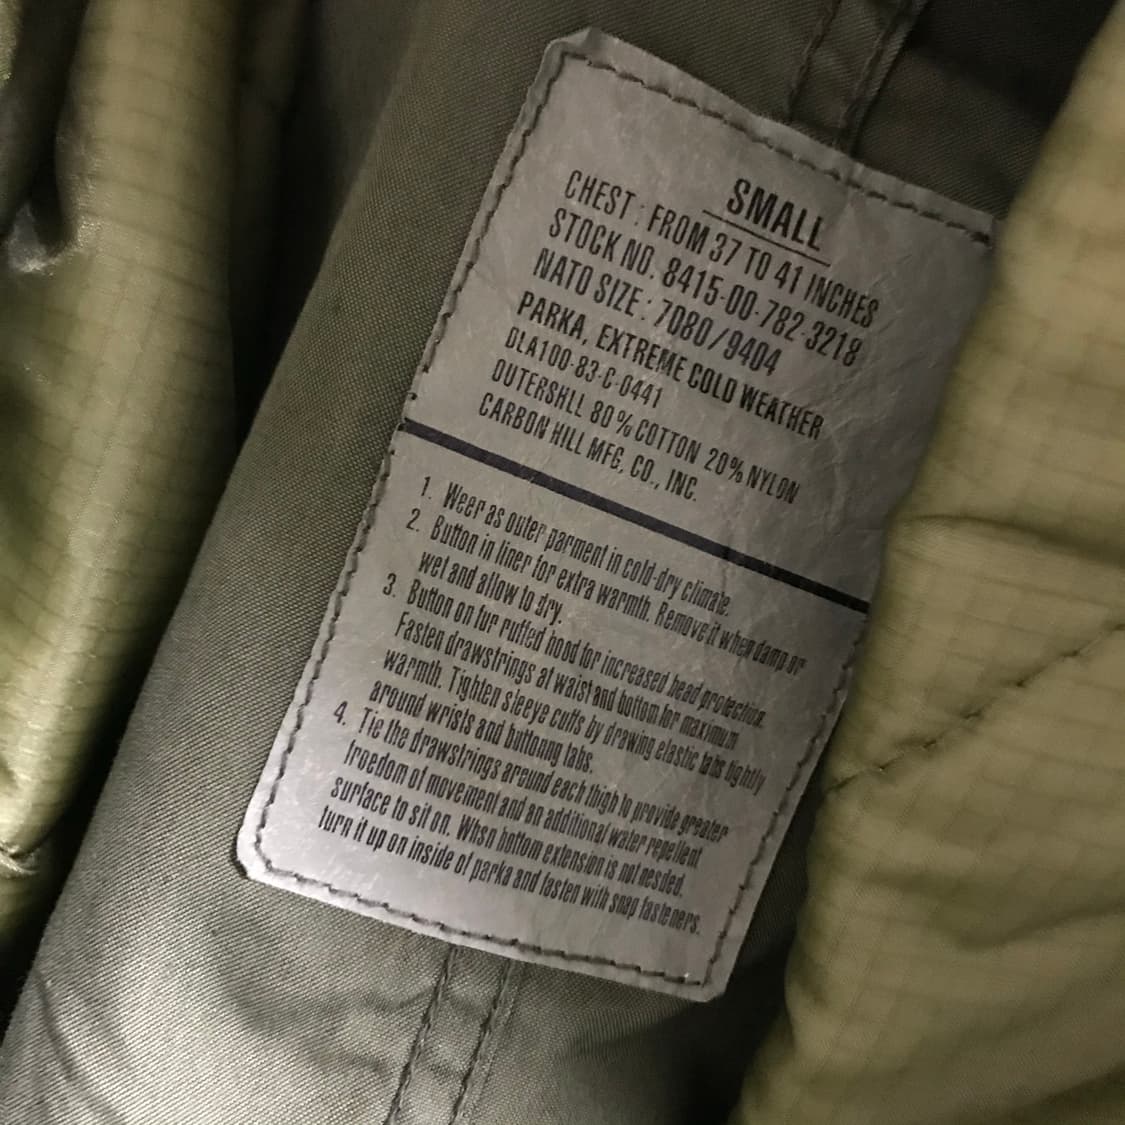 SMALL
CHEST : FROM 37 TO 41 INCHES
STOCK NO. 8415-00-782-3218
NATO SIZE : 7080/9404
PARKA, EXTREME COLD WEATHER
DLA100-83-C-0441
OUTERSHLL 80% COTTON 20% NYLON
CARBON HILL MFG, CO., INC.
1. Weer as outer parment in cold-dry climate.
2. Button in liner for extra warmth. Remove it when damp or
wet and allow to dry.
3. Button on fur ruffed hood for increased head protection.
Fasten drawstrings at waist and bottom for maximum
warmth. Tighten sleeve cuffs by drawing elastic tabs tightly
around wrists and buttonng tabs.
4. Tie the drawstrings around each thigh to provide greater
freedom of movement and an additional water repellent
surface to sit on. Whsn bottom extension is not nesded,
turn it up on inside of parka and fasten with snap fasteners.